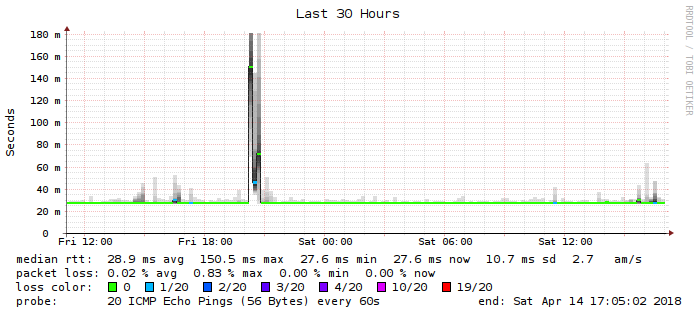 Last 30 Hours
RRDTOOL / TOBI OETIKER
Seconds
180 m
160 m
140 m
120 m
100 m
80 m
60 m
40 m
20 m
0
Fri 12:00 Fri 18:00 Sat 00:00 Sat 06:00 Sat 12:00
median rtt: 28.9 ms avg 150.5 ms max 27.6 ms min 27.6 ms now 10.7 ms sd 2.7 am/s
packet loss: 0.02 % avg 0.83 % max 0.00 % min 0.00 % now
loss color: 0 1/20 2/20 3/20 4/20 10/20 19/20
probe: 20 ICMP Echo Pings (56 Bytes) every 60s end: Sat Apr 14 17:05:02 2018